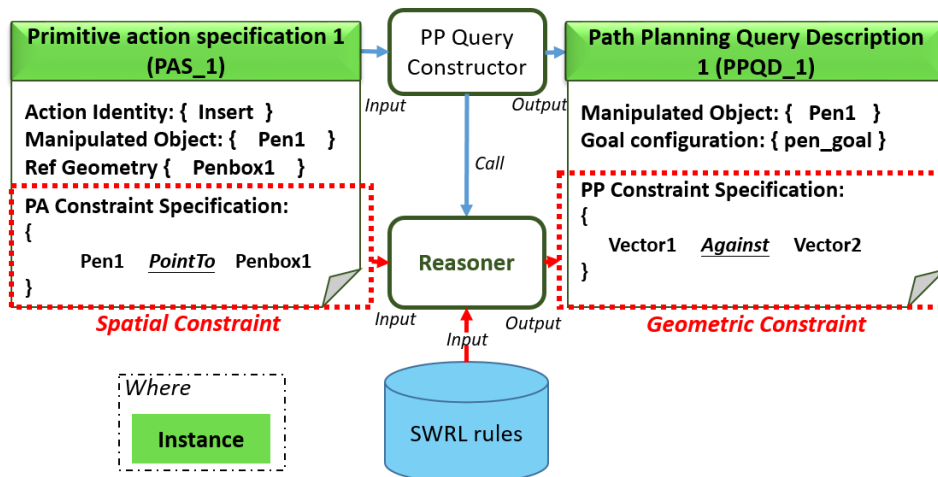 Primitive action specification 1
(PAS_1)
Action Identity: { Insert }
Manipulated Object: { Pen1 }
Ref Geometry { Penbox1 }
PA Constraint Specification:
{
Pen1 PointTo Penbox1
}
Spatial Constraint
PP Query
Constructor
Input
Output
Call
Reasoner
Input
Output
Input
SWRL rules
Path Planning Query Description
1 (PPQD_1)
Manipulated Object: { Pen1 }
Goal configuration: { pen_goal }
PP Constraint Specification:
{
Vector1 Against Vector2
}
Geometric Constraint
Where
Instance